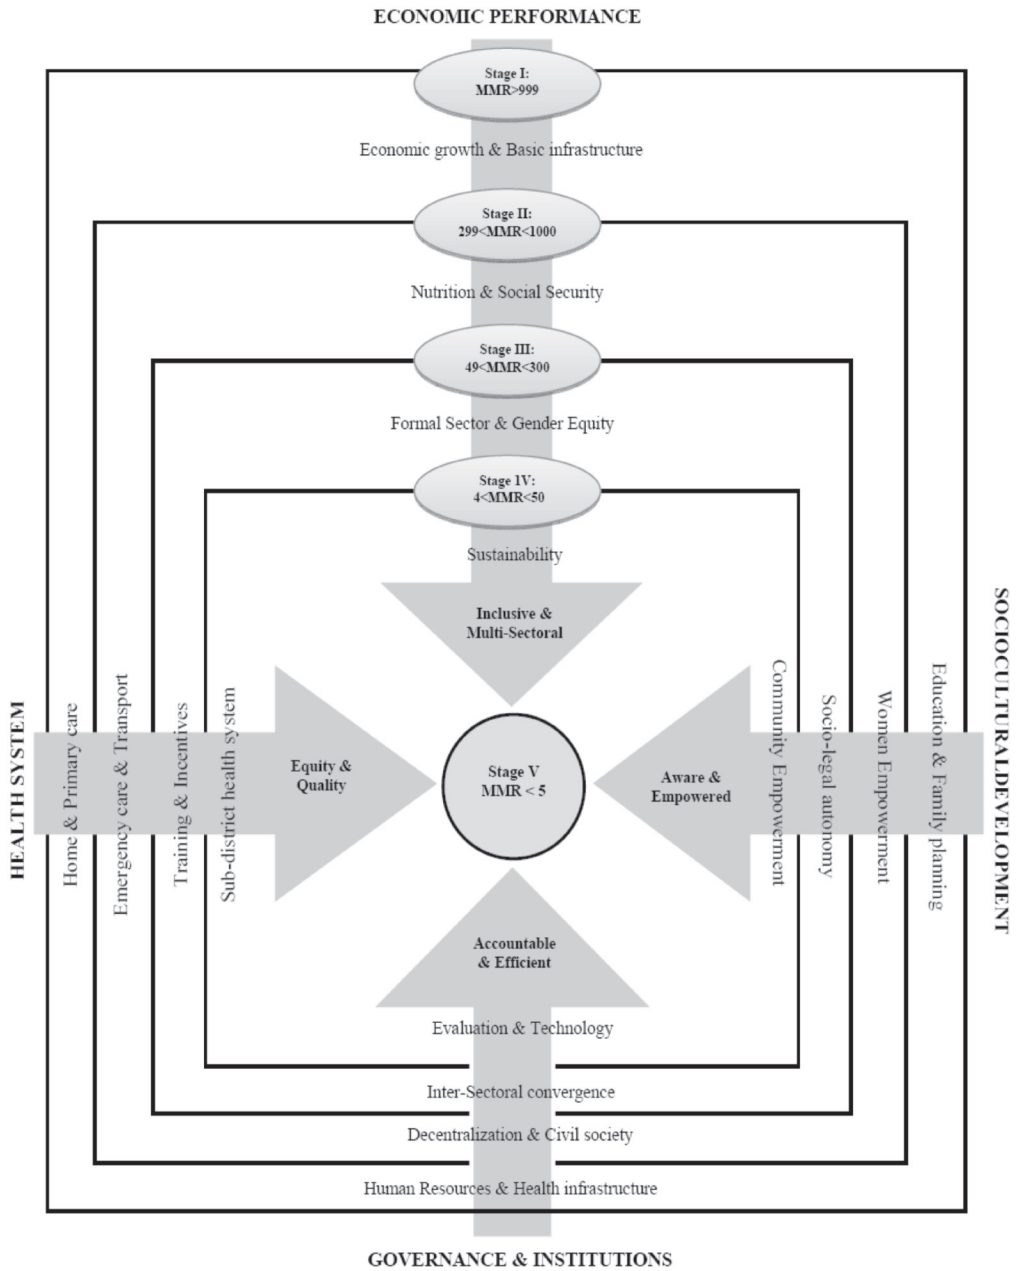 ECONOMIC PERFORMANCE
Stage I:
MMR>999
Economic growth & Basic infrastructure
Stage II:
299<MMR<1000
Nutrition & Social Security
Stage III:
49<MMR<300
Formal Sector & Gender Equity
Stage 1V:
4<MMR<50
Sustainability
Inclusive &
Multi-Sectoral
HEALTH SYSTEM
Home & Primary care
Emergency care & Transport
Training & Incentives
Sub-district health system
Equity &
Quality
Stage V
MMR < 5
Aware &
Empowered
Community Empowerment
Socio-legal autonomy
Women Empowerment
Education & Family planning
SOCIOCULTURALDEVELOPMENT
Accountable
& Efficient
Evaluation & Technology
Inter-Sectoral convergence
Decentralization & Civil society
Human Resources & Health infrastructure
GOVERNANCE & INSTITUTIONS